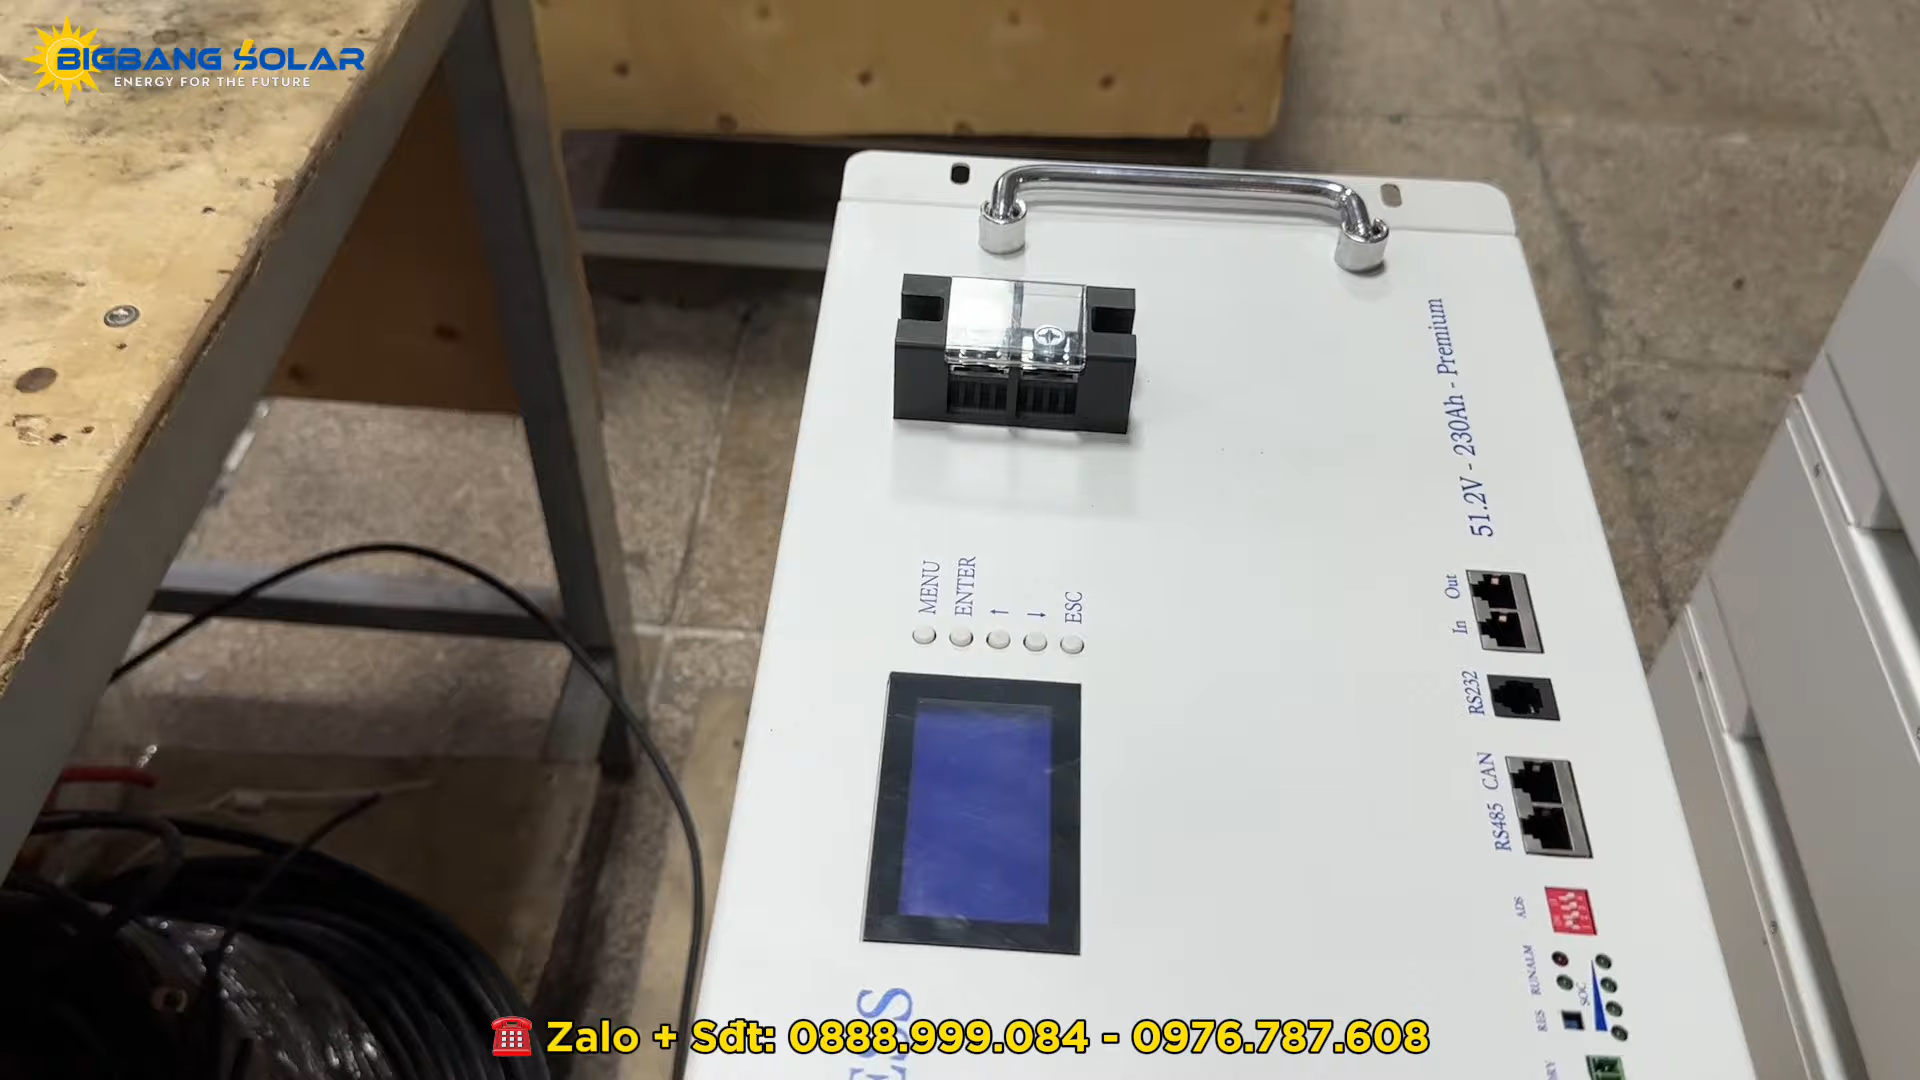 BIGBANG SOLAR
ENERGY FOR THE FUTURE
51.2V - 230Ah - Premium
MENU
ENTER
↑
↓
ESC
In Out
RS232
RS485 CAN
ADS
RUN ALM
RES
SOC
ESS
☎ Zalo + Sđt: 0888.999.084 - 0976.787.608